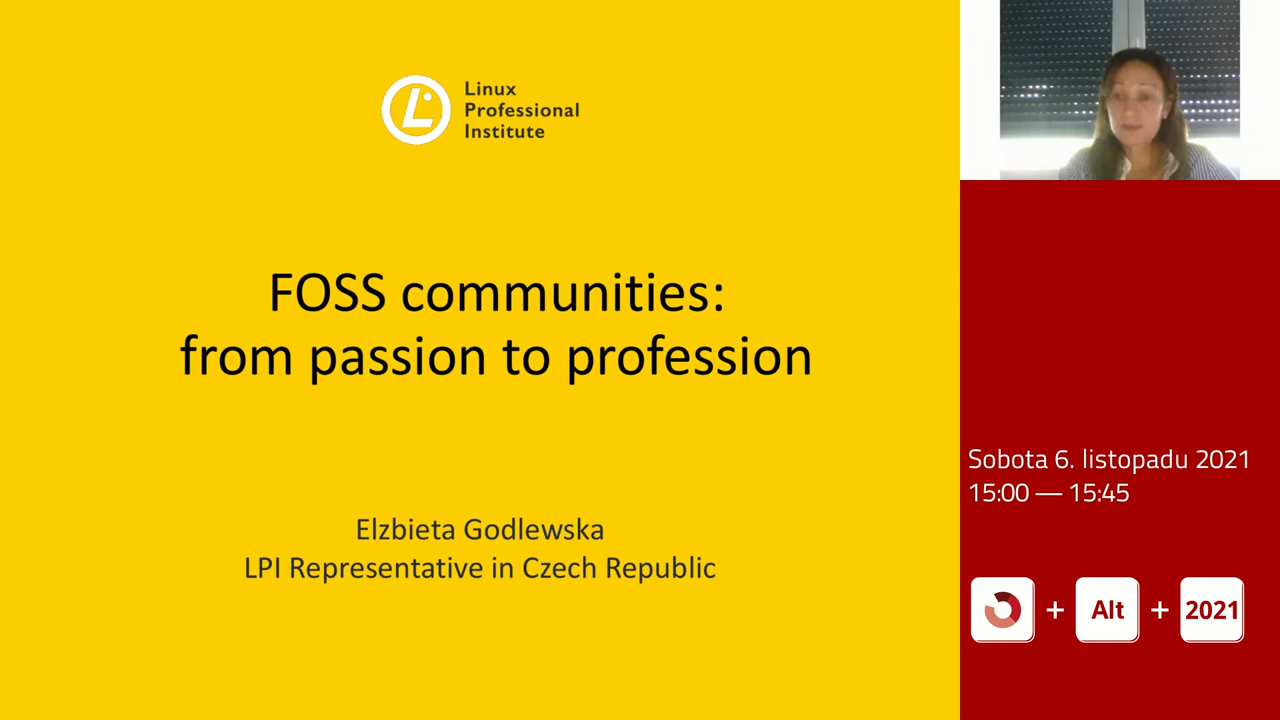 Linux
Professional
Institute
FOSS communities:
from passion to profession
Elzbieta Godlewska
LPI Representative in Czech Republic
Sobota 6. listopadu 2021
15:00 — 15:45
+ Alt + 2021